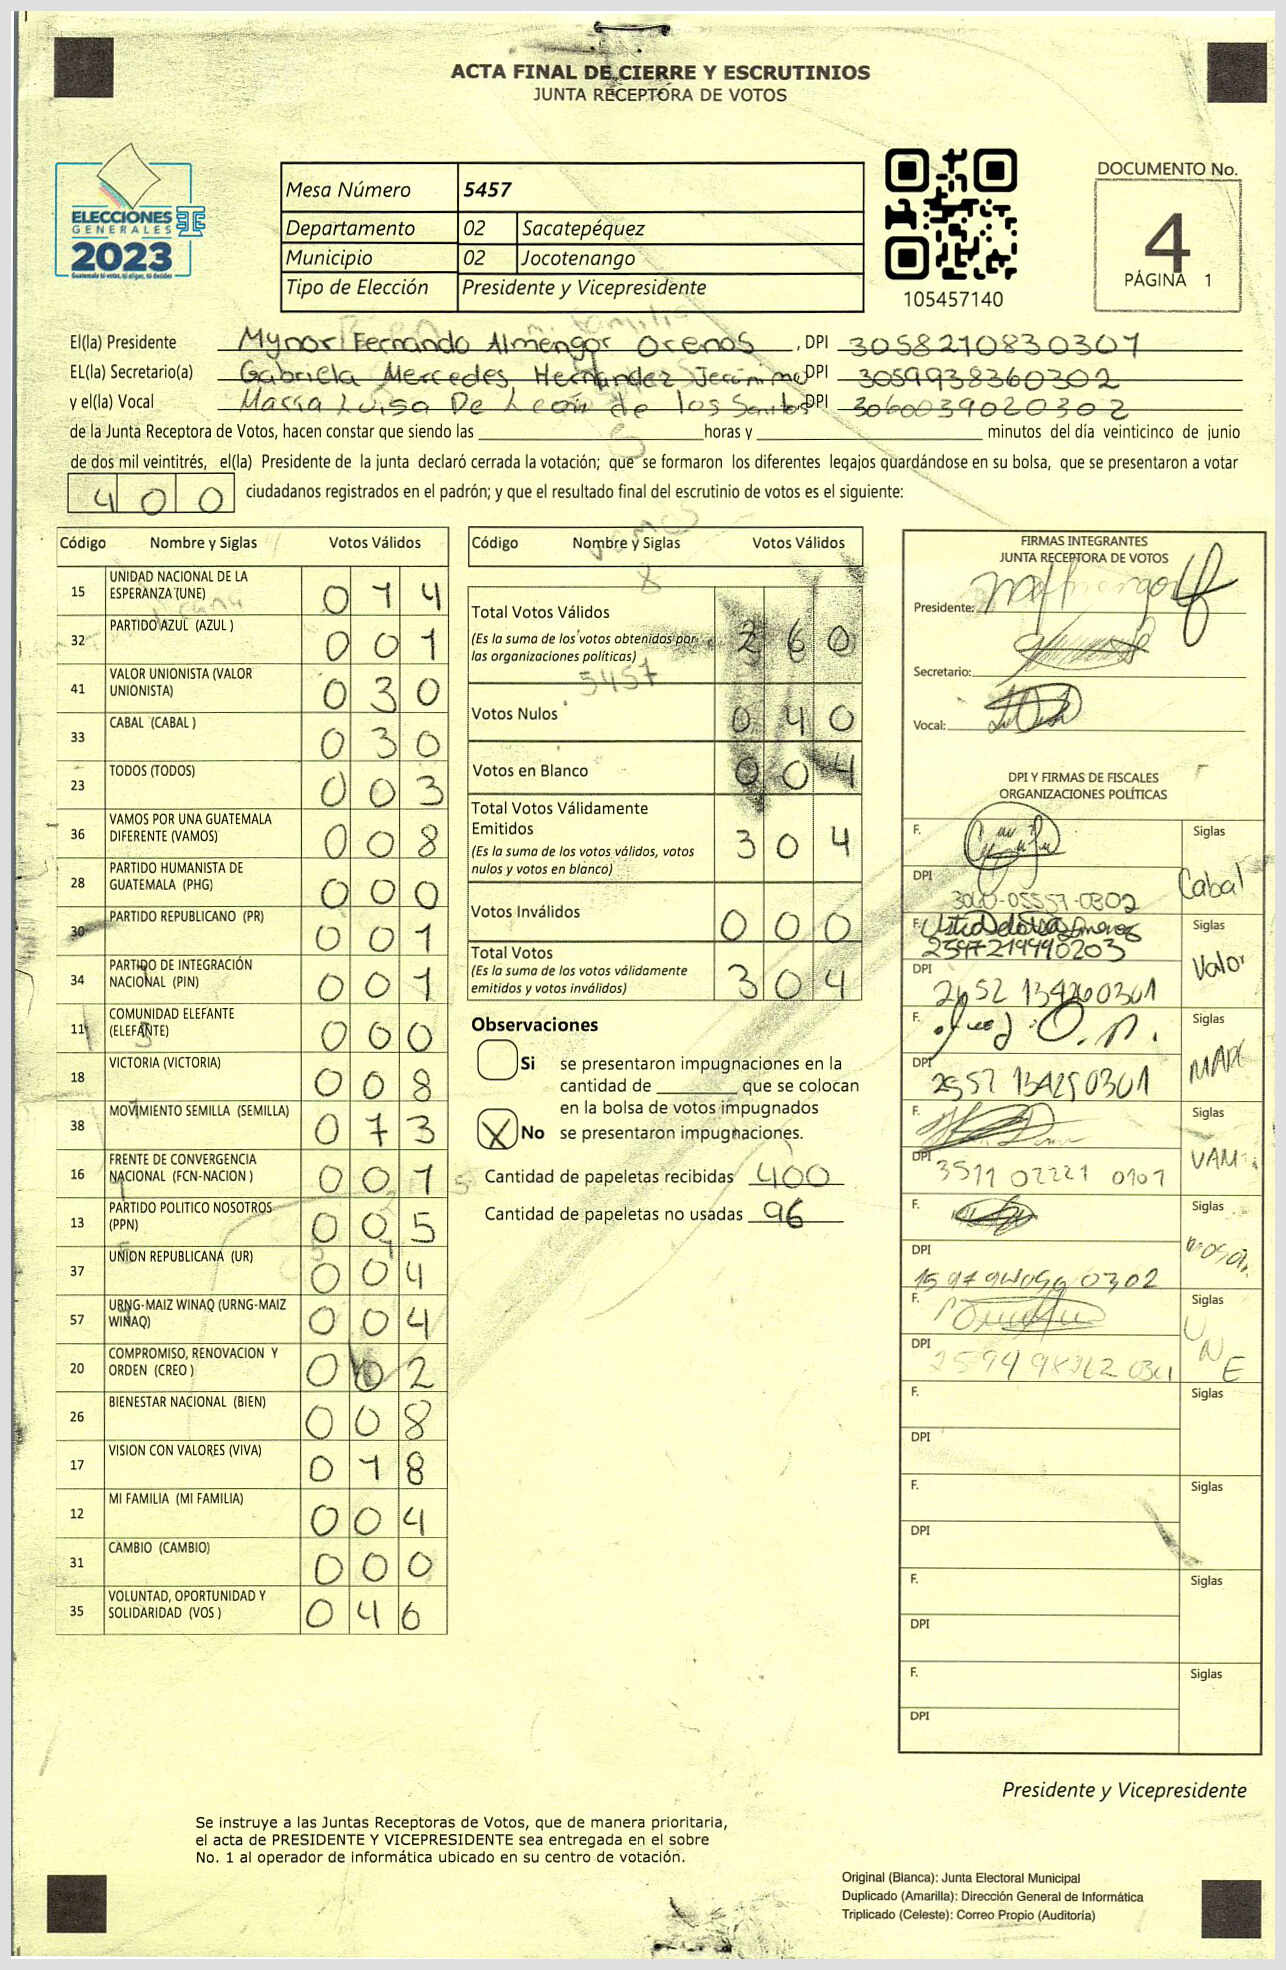 ACTA FINAL DE CIERRE Y ESCRUTINIOS
JUNTA RECEPTORA DE VOTOS
ELECCIONES
GENERALES
2023
Guatemala tú votas, tú eliges, tú decides
Mesa Número 5457
Departamento 02 Sacatepéquez
Municipio 02 Jocotenango
Tipo de Elección Presidente y Vicepresidente
105457140
DOCUMENTO No.
4
PÁGINA 1
El(la) Presidente Mynor Fernando Almengor Orenos, DPI 3058210830301
EL(la) Secretario(a) Gabriela Mercedes Hernandez Jerónimo DPI 3059938360302
y el(la) Vocal Maria Luisa De León de los Santos DPI 3060039020302
de la Junta Receptora de Votos, hacen constar que siendo las horas y minutos del día veinticinco de junio
de dos mil veintitrés, el(la) Presidente de la junta declaró cerrada la votación; que se formaron los diferentes legajos quardándose en su bolsa, que se presentaron a votar
400 ciudadanos registrados en el padrón; y que el resultado final del escrutinio de votos es el siguiente:
Código Nombre y Siglas Votos Válidos
15 UNIDAD NACIONAL DE LA ESPERANZA (UNE) 014
32 PARTIDO AZUL (AZUL ) 001
41 VALOR UNIONISTA (VALOR UNIONISTA) 030
33 CABAL (CABAL ) 030
23 TODOS (TODOS) 003
36 VAMOS POR UNA GUATEMALA DIFERENTE (VAMOS) 008
28 PARTIDO HUMANISTA DE GUATEMALA (PHG) 000
30 PARTIDO REPUBLICANO (PR) 001
34 PARTIDO DE INTEGRACIÓN NACIONAL (PIN) 001
11 COMUNIDAD ELEFANTE (ELEFANTE) 000
18 VICTORIA (VICTORIA) 008
38 MOVIMIENTO SEMILLA (SEMILLA) 073
16 FRENTE DE CONVERGENCIA NACIONAL (FCN-NACION ) 001
13 PARTIDO POLITICO NOSOTROS (PPN) 005
37 UNION REPUBLICANA (UR) 004
57 URNG-MAIZ WINAQ (URNG-MAIZ WINAQ) 004
20 COMPROMISO, RENOVACION Y ORDEN (CREO ) 002
26 BIENESTAR NACIONAL (BIEN) 008
17 VISION CON VALORES (VIVA) 018
12 MI FAMILIA (MI FAMILIA) 004
31 CAMBIO (CAMBIO) 000
35 VOLUNTAD, OPORTUNIDAD Y SOLIDARIDAD (VOS ) 046
Código Nombre y Siglas Votos Válidos
Total Votos Válidos 260
(Es la suma de los votos obtenidos por
las organizaciones políticas)
5457
Votos Nulos 040
Votos en Blanco 004
Total Votos Válidamente
Emitidos 304
(Es la suma de los votos válidos, votos
nulos y votos en blanco)
Votos Inválidos 000
Total Votos 304
(Es la suma de los votos válidamente
emitidos y votos inválidos)
Observaciones
Si se presentaron impugnaciones en la
cantidad de que se colocan
en la bolsa de votos impugnados
X No se presentaron impugnaciones.
Cantidad de papeletas recibidas 400
Cantidad de papeletas no usadas 96
FIRMAS INTEGRANTES
JUNTA RECEPTORA DE VOTOS
Presidente:
Secretario:
Vocal:
DPI Y FIRMAS DE FISCALES
ORGANIZACIONES POLÍTICAS
F. Siglas
DPI 3060-05557-0302 Cabal
F. Siglas
2597219990203
DPI Valor
F. Siglas
DPI 2552 134250301
F. Siglas
DPI 3511 02221 0101 VAM
F. Siglas
DPI
F. Siglas
DPI UNE
F. Siglas
DPI
F. Siglas
DPI
F. Siglas
DPI
F. Siglas
DPI
Presidente y Vicepresidente
Se instruye a las Juntas Receptoras de Votos, que de manera prioritaria,
el acta de PRESIDENTE Y VICEPRESIDENTE sea entregada en el sobre
No. 1 al operador de informática ubicado en su centro de votación.
Original (Blanca): Junta Electoral Municipal
Duplicado (Amarilla): Dirección General de Informática
Triplicado (Celeste): Correo Propio (Auditoría)